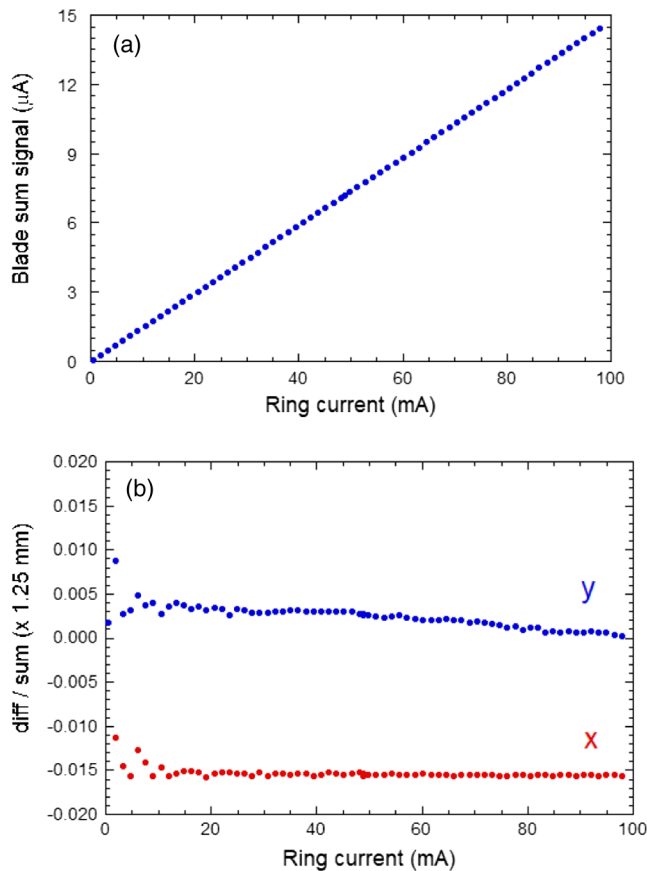 (a)
Blade sum signal (μA)
15
12
9
6
3
0
0 20 40 60 80 100
Ring current (mA)
(b)
diff / sum (x 1.25 mm)
0.020
0.015
0.010
0.005
0.000
-0.005
-0.010
-0.015
-0.020
y
x
0 20 40 60 80 100
Ring current (mA)